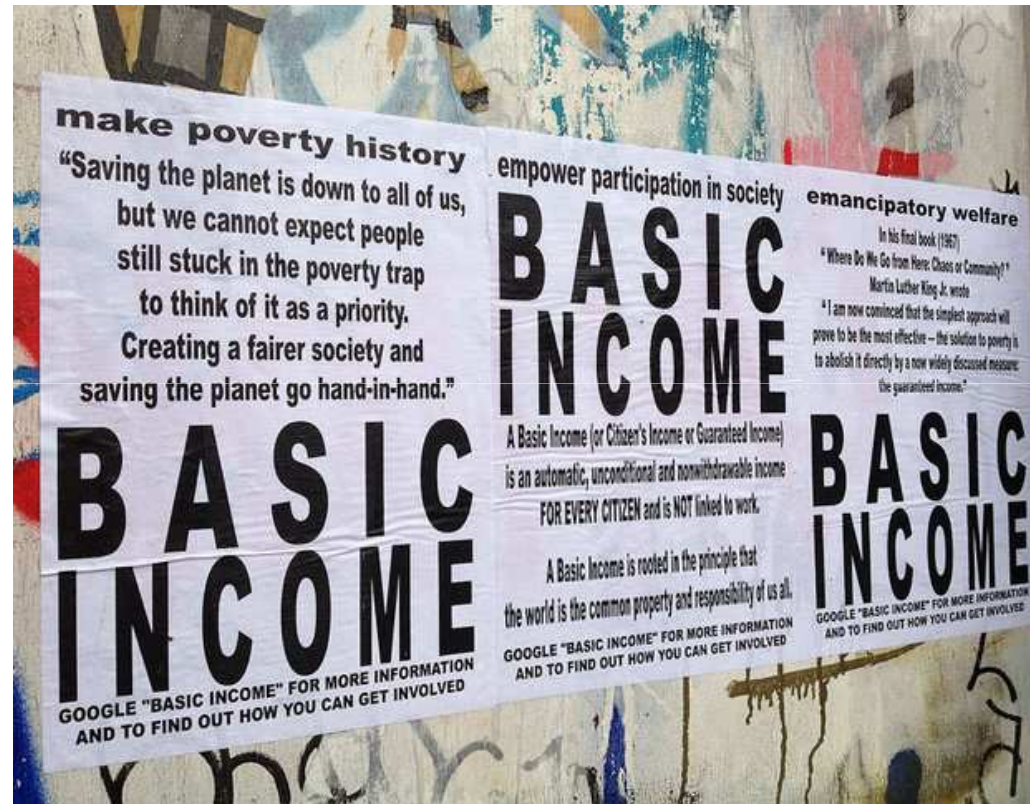 make poverty history
“Saving the planet is down to all of us,
but we cannot expect people
still stuck in the poverty trap
to think of it as a priority.
Creating a fairer society and
saving the planet go hand-in-hand.”
BASIC
INCOME
GOOGLE "BASIC INCOME" FOR MORE INFORMATION
AND TO FIND OUT HOW YOU CAN GET INVOLVED
empower participation in society
BASIC
INCOME
A Basic Income (or Citizen's Income or Guaranteed Income)
is an automatic, unconditional and nonwithdrawable income
FOR EVERY CITIZEN and is NOT linked to work.
A Basic Income is rooted in the principle that
the world is the common property and responsibility of us all.
GOOGLE "BASIC INCOME" FOR MORE INFORMATION
AND TO FIND OUT HOW YOU CAN GET INVOLVED
emancipatory welfare
In his final book (1967)
“Where Do We Go from Here: Chaos or Community?”
Martin Luther King Jr. wrote
“I am now convinced that the simplest approach will
prove to be the most effective – the solution to poverty is
to abolish it directly by a now widely discussed measure:
the guaranteed income.”
BASIC
INCOME
GOOGLE "BASIC INCOME" FOR MORE INFORMATION
AND TO FIND OUT HOW YOU CAN GET INVOLVED